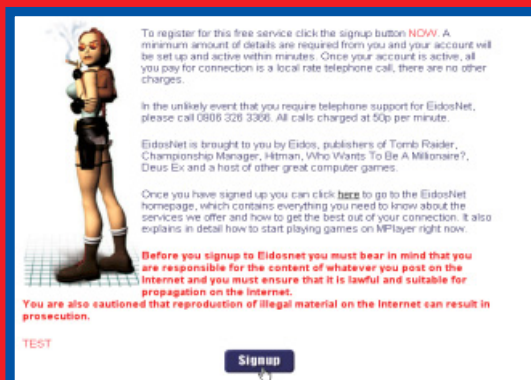 To register for this free service click the signup button NOW. A
minimum amount of details are required from you and your account will
be set up and active within minutes. Once your account is active, all
you pay for connection is a local rate telephone call, there are no other
charges.
In the unlikely event that you require telephone support for EidosNet,
please call 0906 326 3366. All calls charged at 50p per minute.
EidosNet is brought to you by Eidos, publishers of Tomb Raider,
Championship Manager, Hitman, Who Wants To Be A Millionaire?,
Deus Ex and a host of other great computer games.
Once you have signed up you can click here to go to the EidosNet
homepage, which contains everything you need to know about the
services we offer and how to get the best out of your connection. It also
explains in detail how to start playing games on MPlayer right now.
Before you signup to Eidosnet you must bear in mind that you
are responsible for the content of whatever you post on the
Internet and you must ensure that it is lawful and suitable for
propagation on the Internet.
You are also cautioned that reproduction of illegal material on the Internet can result in
prosecution.
TEST
Signup